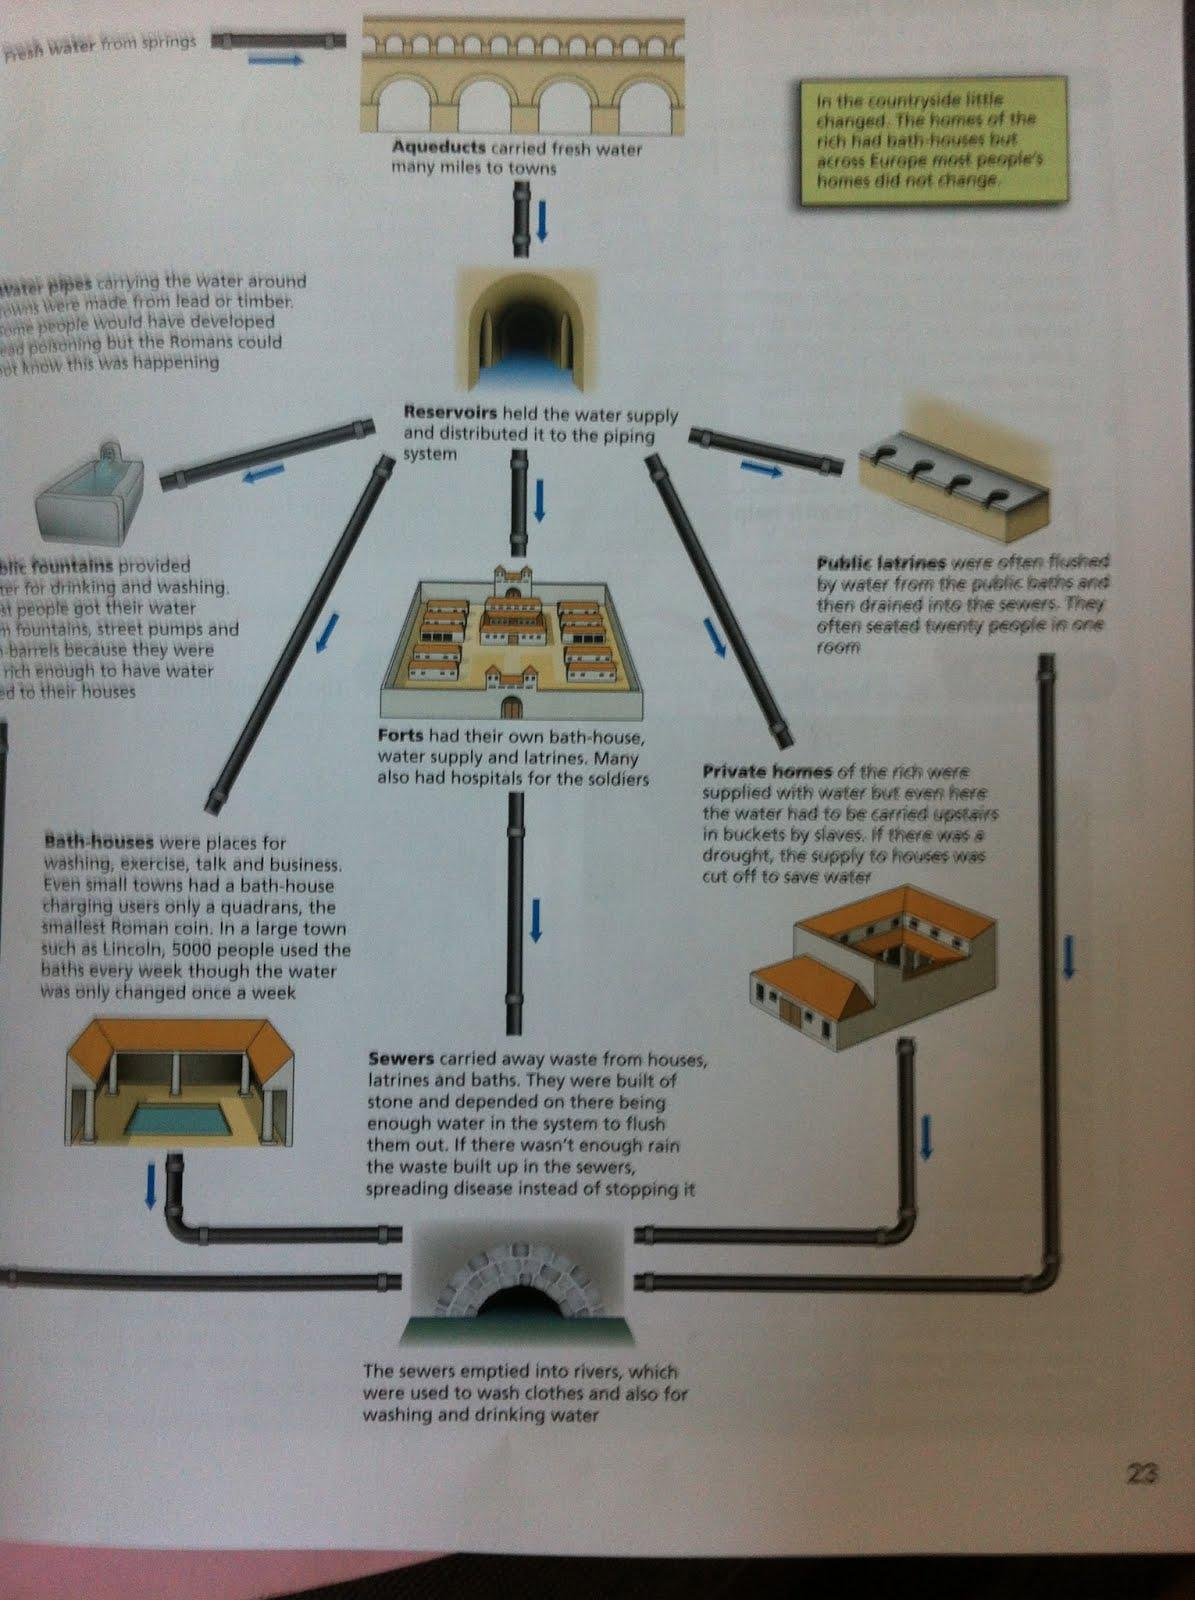 Fresh water from springs
Aqueducts carried fresh water
many miles to towns
In the countryside little
changed. The homes of the
rich had bath-houses but
across Europe most people's
homes did not change.
water pipes carrying the water around
towns were made from lead or timber.
some people would have developed
lead poisoning but the Romans could
not know this was happening
Reservoirs held the water supply
and distributed it to the piping
system
blic fountains provided
ter for drinking and washing.
st people got their water
m fountains, street pumps and
barrels because they were
rich enough to have water
ed to their houses
Public latrines were often flushed
by water from the public baths and
then drained into the sewers. They
often seated twenty people in one
room
Forts had their own bath-house,
water supply and latrines. Many
also had hospitals for the soldiers
Private homes of the rich were
supplied with water but even here
the water had to be carried upstairs
in buckets by slaves. If there was a
drought, the supply to houses was
cut off to save water
Bath-houses were places for
washing, exercise, talk and business.
Even small towns had a bath-house
charging users only a quadrans, the
smallest Roman coin. In a large town
such as Lincoln, 5000 people used the
baths every week though the water
was only changed once a week
Sewers carried away waste from houses,
latrines and baths. They were built of
stone and depended on there being
enough water in the system to flush
them out. If there wasn't enough rain
the waste built up in the sewers,
spreading disease instead of stopping it
The sewers emptied into rivers, which
were used to wash clothes and also for
washing and drinking water
23